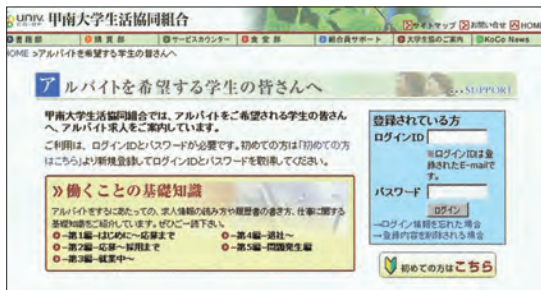 univ. CO-OP 甲南大学生活協同組合
サイトマップ お問い合せ HOME
書籍部 購買部 サービスカウンター 食堂部 組合員サポート 大学生協のご案内 KoCo News
HOME >アルバイトを希望する学生の皆さんへ
アルバイトを希望する学生の皆さんへ
SUPPORT
甲南大学生活協同組合では、アルバイトをご希望される学生の皆さんへ、アルバイト求人をご案内しています。
ご利用は、ログインIDとパスワードが必要です。初めての方は「初めての方はこちら」より新規登録してログインIDとパスワードを取得してください。
»働くことの基礎知識
アルバイトをするにあたっての、求人情報の読み方や履歴書の書き方、仕事に関する
基礎知識をご紹介しています。ぜひご一読下さい。
-第1編-はじめに～応募まで
-第2編-応募～採用まで
-第3編-就業中～
-第4編-退社～
-第5編-問題発生編
登録されている方
ログインID
※ログインIDは登録されたE-mailです。
パスワード
ログイン
→ログイン情報を忘れた場合
→登録内容を削除される場合
初めての方はこちら